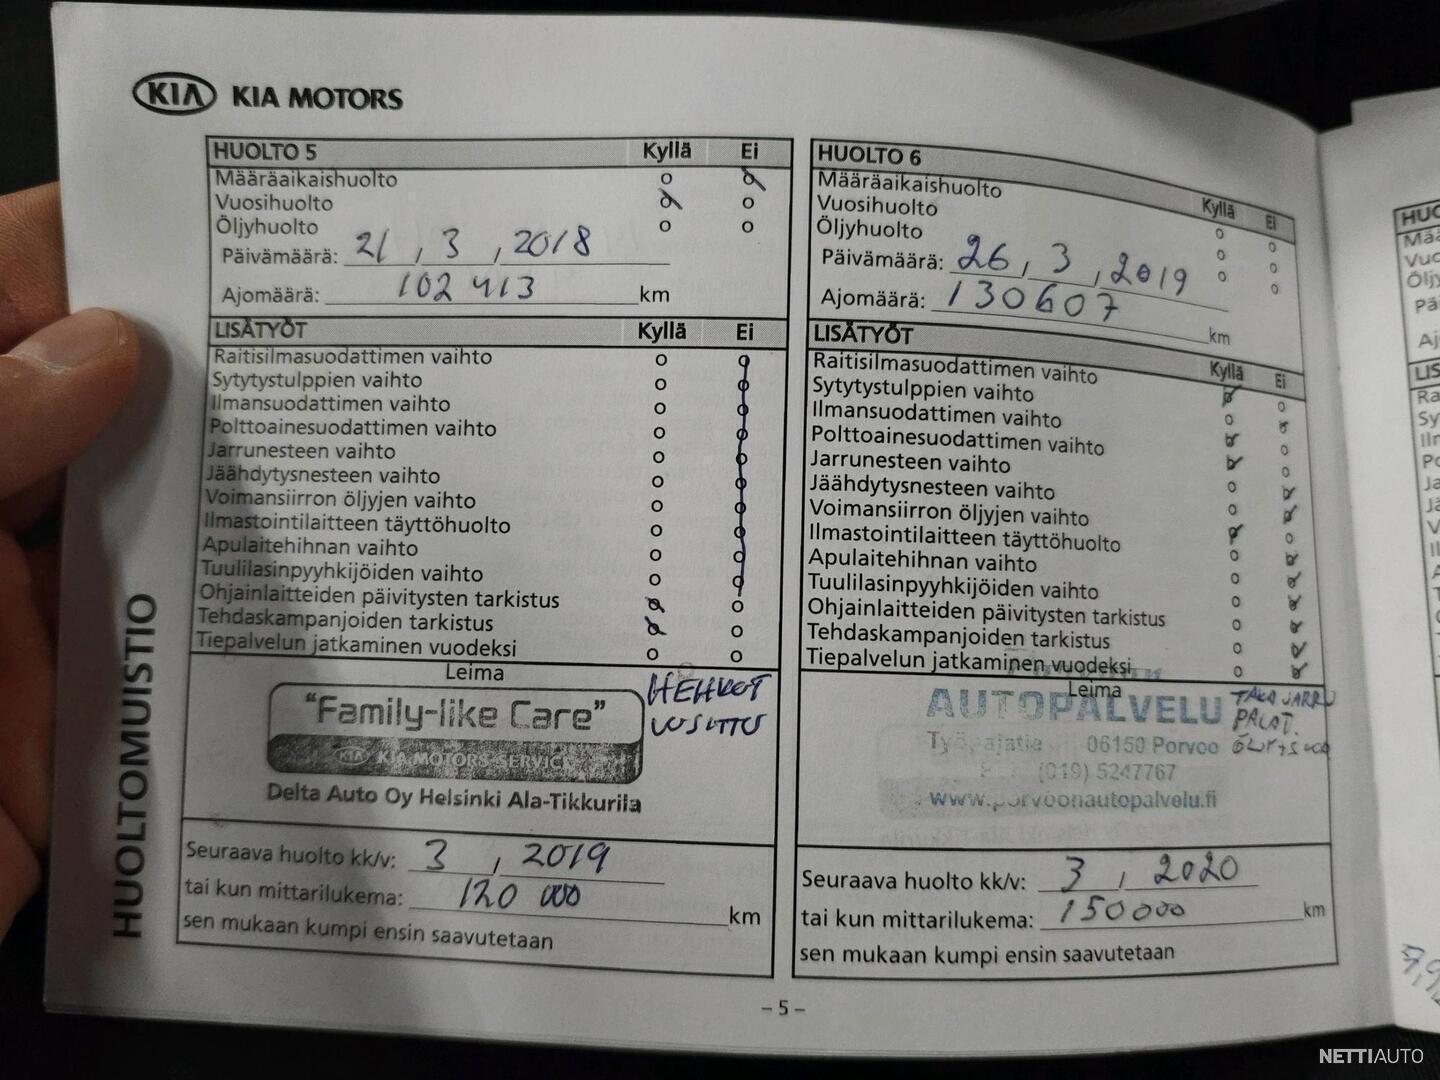 KIA KIA MOTORS
HUOLTO 5 Kyllä Ei
Määräaikaishuolto o o
Vuosihuolto o o
Öljyhuolto o o
Päivämäärä: 21 , 3 , 2018
Ajomäärä: 102 413 km
LISÄTYÖT Kyllä Ei
Raitisilmasuodattimen vaihto o o
Sytytystulppien vaihto o o
Ilmansuodattimen vaihto o o
Polttoainesuodattimen vaihto o o
Jarrunesteen vaihto o o
Jäähdytysnesteen vaihto o o
Voimansiirron öljyjen vaihto o o
Ilmastointilaitteen täyttöhuolto o o
Apulaitehihnan vaihto o o
Tuulilasinpyyhkijöiden vaihto o o
Ohjainlaitteiden päivitysten tarkistus o o
Tehdaskampanjoiden tarkistus o o
Tiepalvelun jatkaminen vuodeksi o o
Leima
HEHKOT
"Family-like Care"
KIA KIA MOTORS SERVICE
Delta Auto Oy Helsinki Ala-Tikkurila
Seuraava huolto kk/v: 3 , 2019
tai kun mittarilukema: 120 000 km
sen mukaan kumpi ensin saavutetaan
HUOLTO 6 Kyllä Ei
Määräaikaishuolto o o
Vuosihuolto o o
Öljyhuolto o o
Päivämäärä: 26 , 3 , 2019
Ajomäärä: 130607 km
LISÄTYÖT Kyllä Ei
Raitisilmasuodattimen vaihto o o
Sytytystulppien vaihto o o
Ilmansuodattimen vaihto o o
Polttoainesuodattimen vaihto o o
Jarrunesteen vaihto o o
Jäähdytysnesteen vaihto o o
Voimansiirron öljyjen vaihto o o
Ilmastointilaitteen täyttöhuolto o o
Apulaitehihnan vaihto o o
Tuulilasinpyyhkijöiden vaihto o o
Ohjainlaitteiden päivitysten tarkistus o o
Tehdaskampanjoiden tarkistus o o
Tiepalvelun jatkaminen vuodeksi o o
Leima
AUTOPALVELU
06150 Porvoo
(019) 5247767
www.porvoonautopalvelu.fi
TAKAJARRU
PALAT.
Seuraava huolto kk/v: 3 , 2020
tai kun mittarilukema: 150000 km
sen mukaan kumpi ensin saavutetaan
HUOLTOMUISTIO
– 5 –
NETTIAUTO